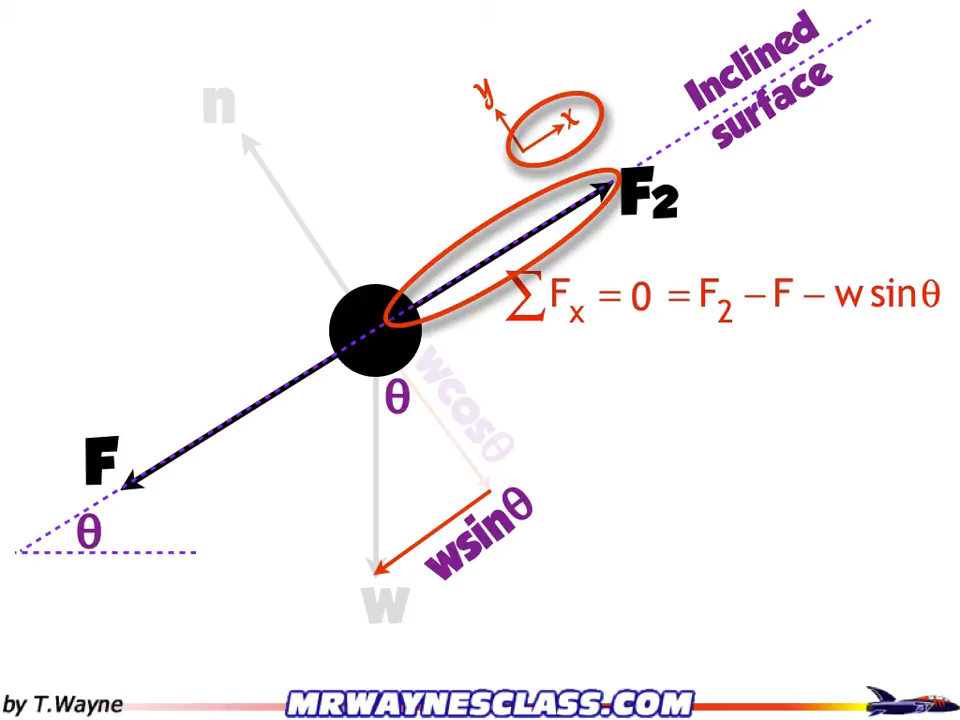 Inclined
surface
n
y
x
F2
∑Fx = 0 = F2 − F − w sinθ
wcosθ
θ
F
θ
wsinθ
w
by T.Wayne
MRWAYNESCLASS.COM